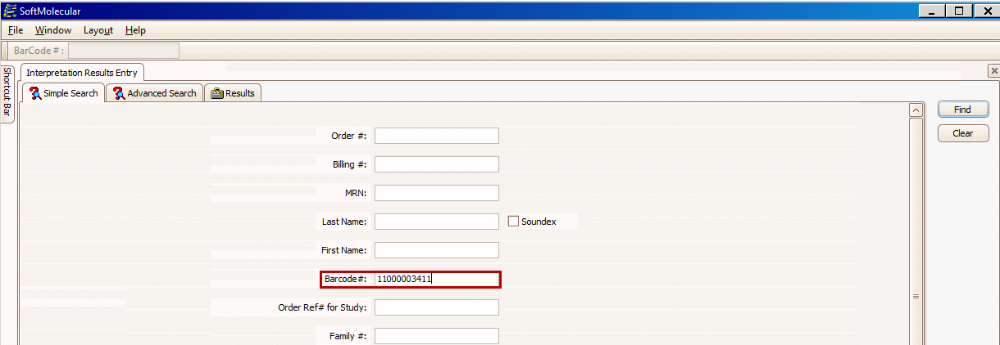 SoftMolecular
File Window Layout Help
BarCode # :
Shortcut Bar
Interpretation Results Entry
Simple Search Advanced Search Results
Find
Clear
Order #:
Billing #:
MRN:
Last Name: Soundex
First Name:
Barcode#: 11000003411
Order Ref# for Study:
Family #: